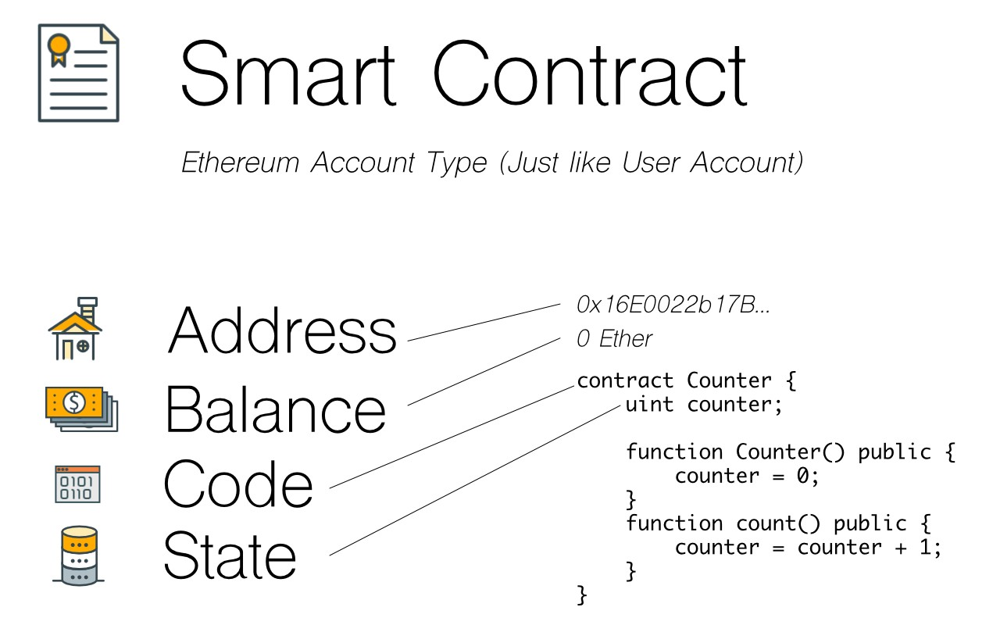 Smart Contract
Ethereum Account Type (Just like User Account)
Address
Balance
Code
State
0x16E0022b17B...
0 Ether
contract Counter {
    uint counter;

    function Counter() public {
        counter = 0;
    }
    function count() public {
        counter = counter + 1;
    }
}
$
0101
0110